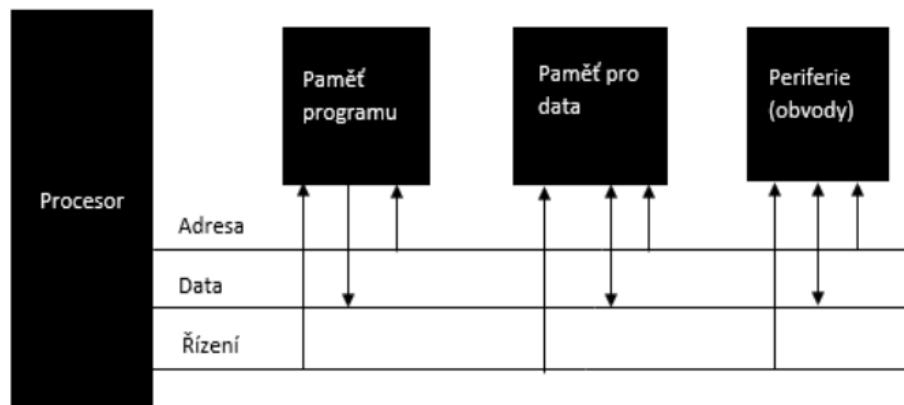 Paměť
programu
Paměť pro
data
Periferie
(obvody)
Procesor
Adresa
Data
Řízení